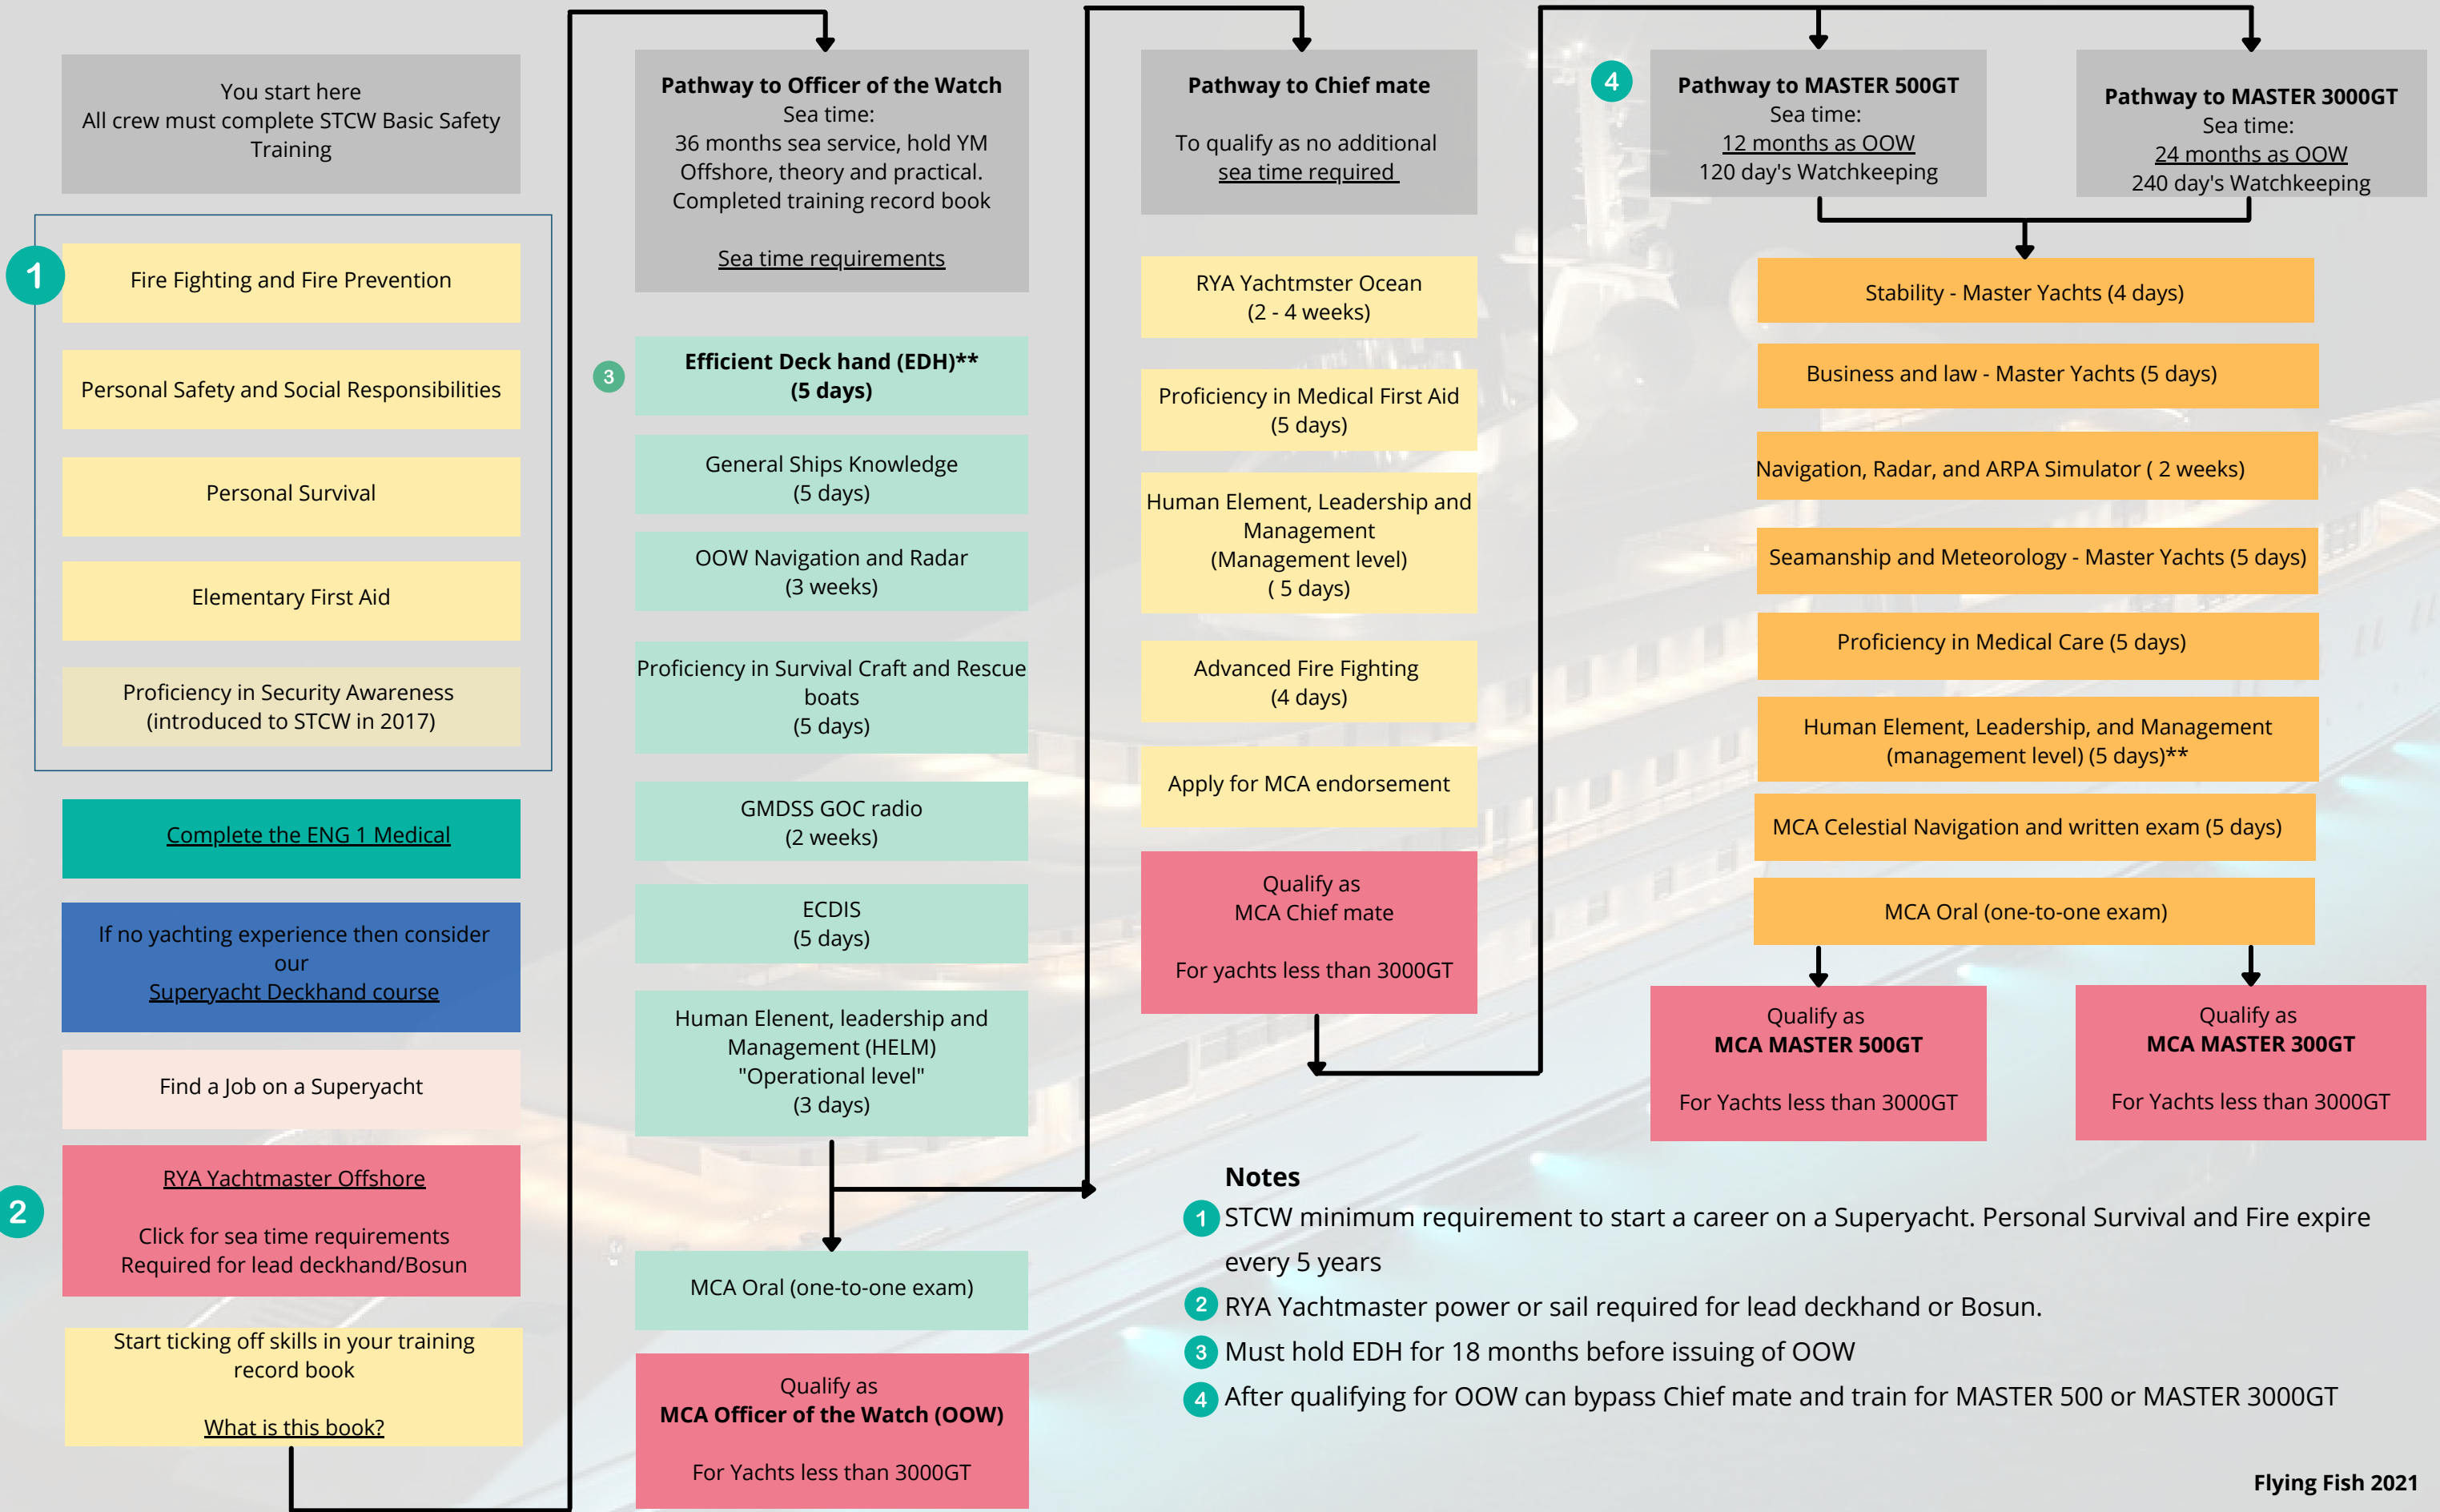 You start here
All crew must complete STCW Basic Safety
Training
1
Fire Fighting and Fire Prevention
Personal Safety and Social Responsibilities
Personal Survival
Elementary First Aid
Proficiency in Security Awareness
(introduced to STCW in 2017)
Complete the ENG 1 Medical
If no yachting experience then consider
our
Superyacht Deckhand course
Find a Job on a Superyacht
2
RYA Yachtmaster Offshore
Click for sea time requirements
Required for lead deckhand/Bosun
Start ticking off skills in your training
record book
What is this book?
Pathway to Officer of the Watch
Sea time:
36 months sea service, hold YM
Offshore, theory and practical.
Completed training record book
Sea time requirements
3
Efficient Deck hand (EDH)**
(5 days)
General Ships Knowledge
(5 days)
OOW Navigation and Radar
(3 weeks)
Proficiency in Survival Craft and Rescue
boats
(5 days)
GMDSS GOC radio
(2 weeks)
ECDIS
(5 days)
Human Elenent, leadership and
Management (HELM)
"Operational level"
(3 days)
MCA Oral (one-to-one exam)
Qualify as
MCA Officer of the Watch (OOW)
For Yachts less than 3000GT
Pathway to Chief mate
To qualify as no additional
sea time required
RYA Yachtmster Ocean
(2 - 4 weeks)
Proficiency in Medical First Aid
(5 days)
Human Element, Leadership and
Management
(Management level)
( 5 days)
Advanced Fire Fighting
(4 days)
Apply for MCA endorsement
Qualify as
MCA Chief mate
For yachts less than 3000GT
4
Pathway to MASTER 500GT
Sea time:
12 months as OOW
120 day's Watchkeeping
Pathway to MASTER 3000GT
Sea time:
24 months as OOW
240 day's Watchkeeping
Stability - Master Yachts (4 days)
Business and law - Master Yachts (5 days)
Navigation, Radar, and ARPA Simulator ( 2 weeks)
Seamanship and Meteorology - Master Yachts (5 days)
Proficiency in Medical Care (5 days)
Human Element, Leadership, and Management
(management level) (5 days)**
MCA Celestial Navigation and written exam (5 days)
MCA Oral (one-to-one exam)
Qualify as
MCA MASTER 500GT
For Yachts less than 3000GT
Qualify as
MCA MASTER 300GT
For Yachts less than 3000GT
Notes
1 STCW minimum requirement to start a career on a Superyacht. Personal Survival and Fire expire
every 5 years
2 RYA Yachtmaster power or sail required for lead deckhand or Bosun.
3 Must hold EDH for 18 months before issuing of OOW
4 After qualifying for OOW can bypass Chief mate and train for MASTER 500 or MASTER 3000GT
Flying Fish 2021